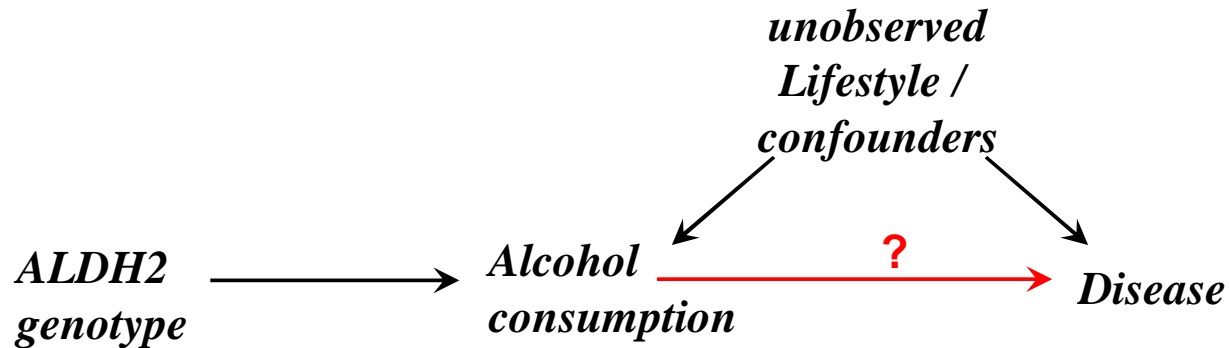 unobserved
Lifestyle /
confounders
?
ALDH2
genotype
Alcohol
consumption
Disease